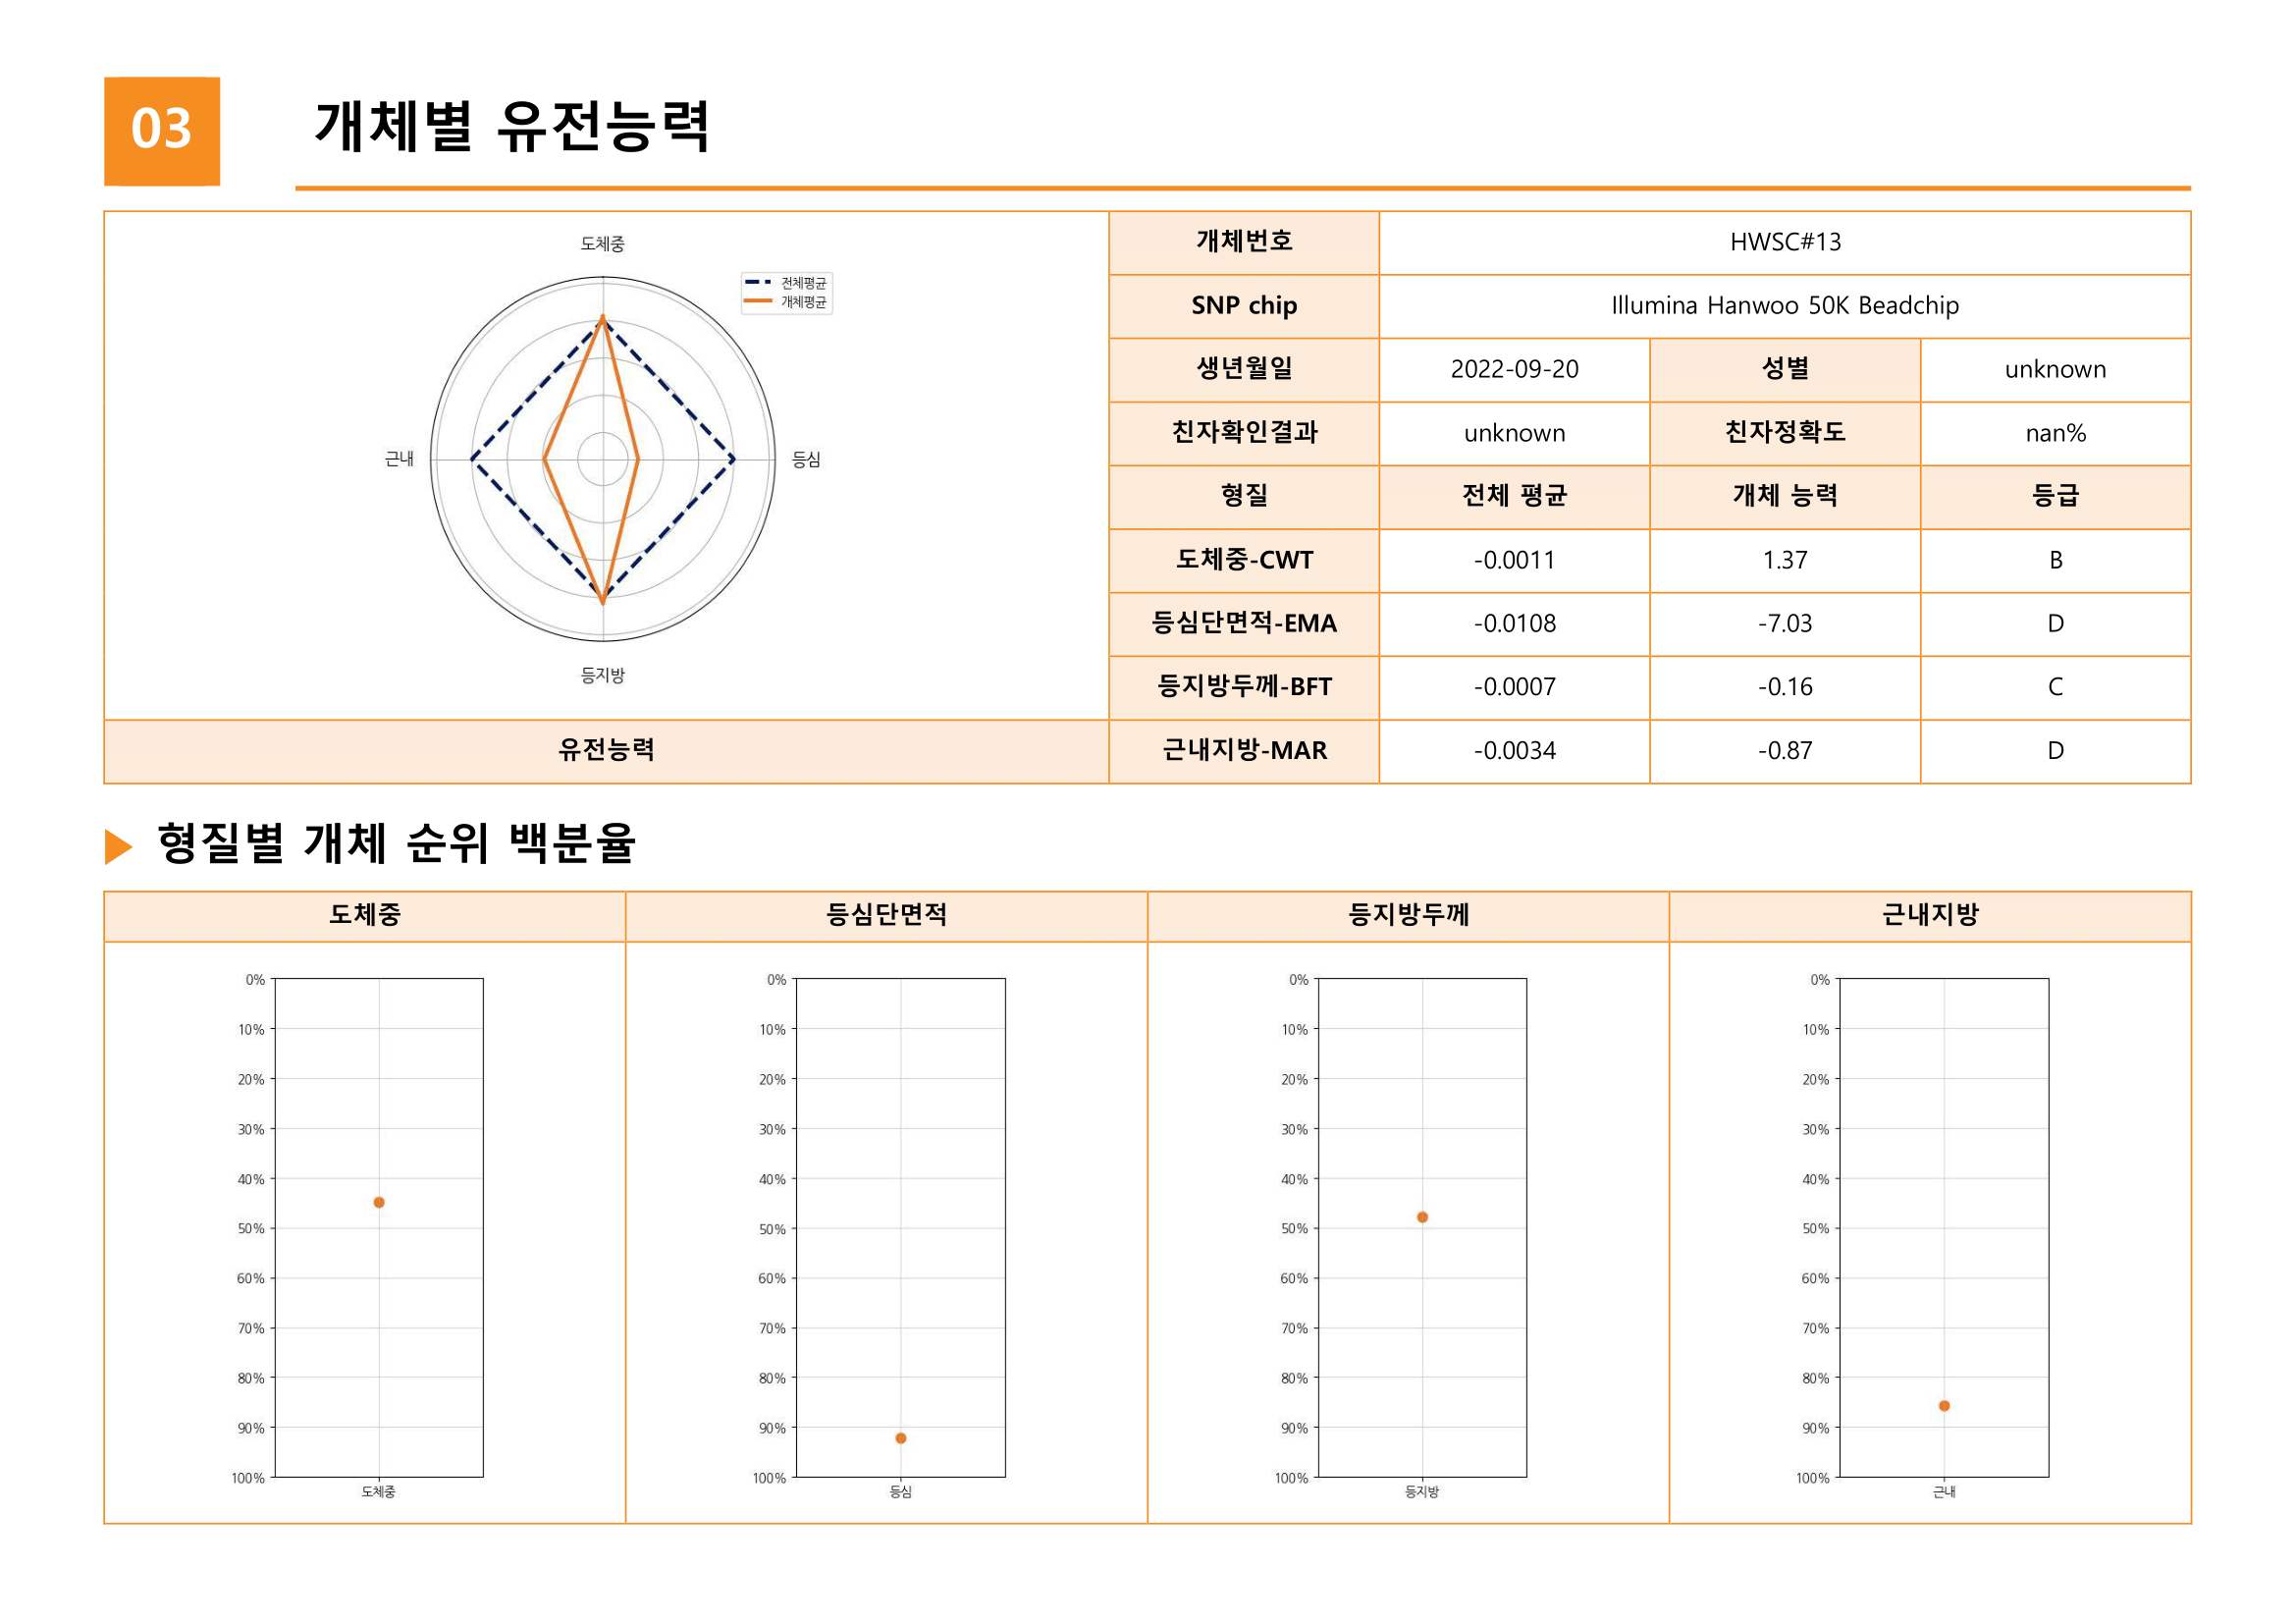 03
개체별 유전능력
도체중
전체평균
개체평균
근내
등심
등지방
유전능력
개체번호 HWSC#13
SNP chip Illumina Hanwoo 50K Beadchip
생년월일 2022-09-20 성별 unknown
친자확인결과 unknown 친자정확도 nan%
형질 전체 평균 개체 능력 등급
도체중-CWT -0.0011 1.37 B
등심단면적-EMA -0.0108 -7.03 D
등지방두께-BFT -0.0007 -0.16 C
근내지방-MAR -0.0034 -0.87 D
형질별 개체 순위 백분율
도체중 등심단면적 등지방두께 근내지방
0%
10%
20%
30%
40%
50%
60%
70%
80%
90%
100%
도체중
0%
10%
20%
30%
40%
50%
60%
70%
80%
90%
100%
등심
0%
10%
20%
30%
40%
50%
60%
70%
80%
90%
100%
등지방
0%
10%
20%
30%
40%
50%
60%
70%
80%
90%
100%
근내